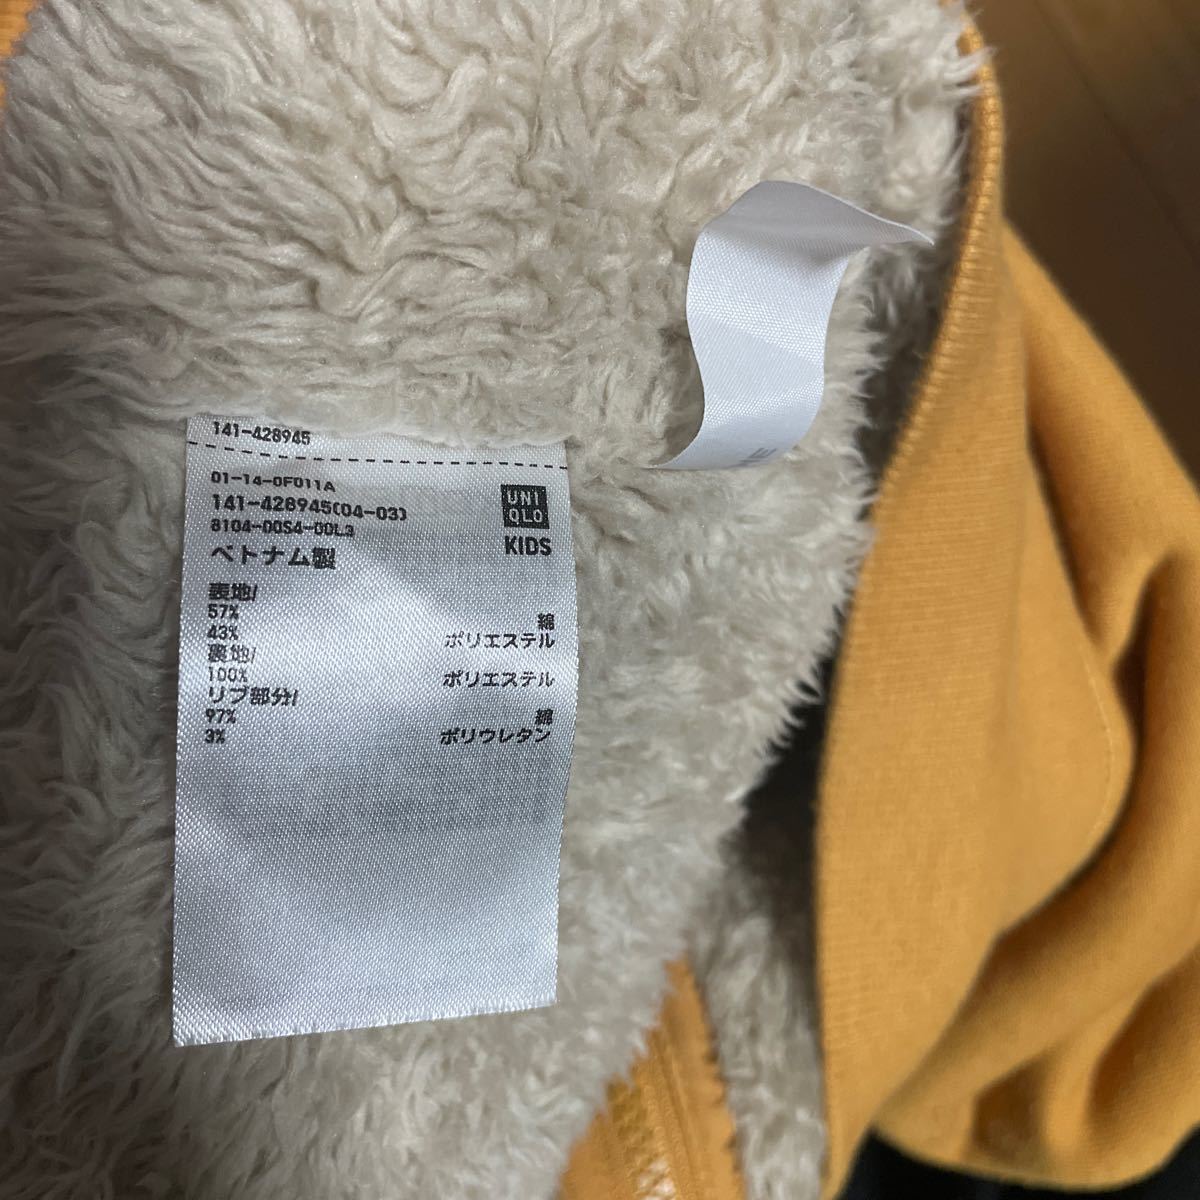 141-428945
01-14-0F011A
141-428945(04-03)
8104-00S4-00L3
ベトナム製
UNI
QLO
KIDS
表地/
57% 綿
43% ポリエステル
裏地/
100% ポリエステル
リブ部分/
97% 綿
3% ポリウレタン